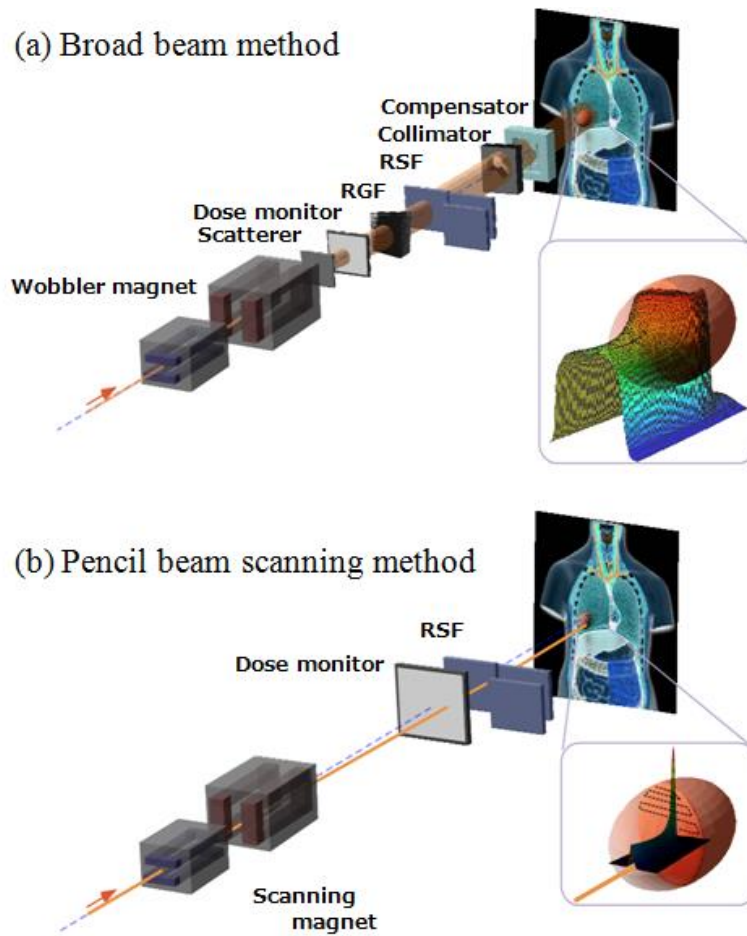 (a) Broad beam method
Compensator
Collimator
RSF
RGF
Dose monitor
Scatterer
Wobbler magnet
(b) Pencil beam scanning method
RSF
Dose monitor
Scanning
magnet